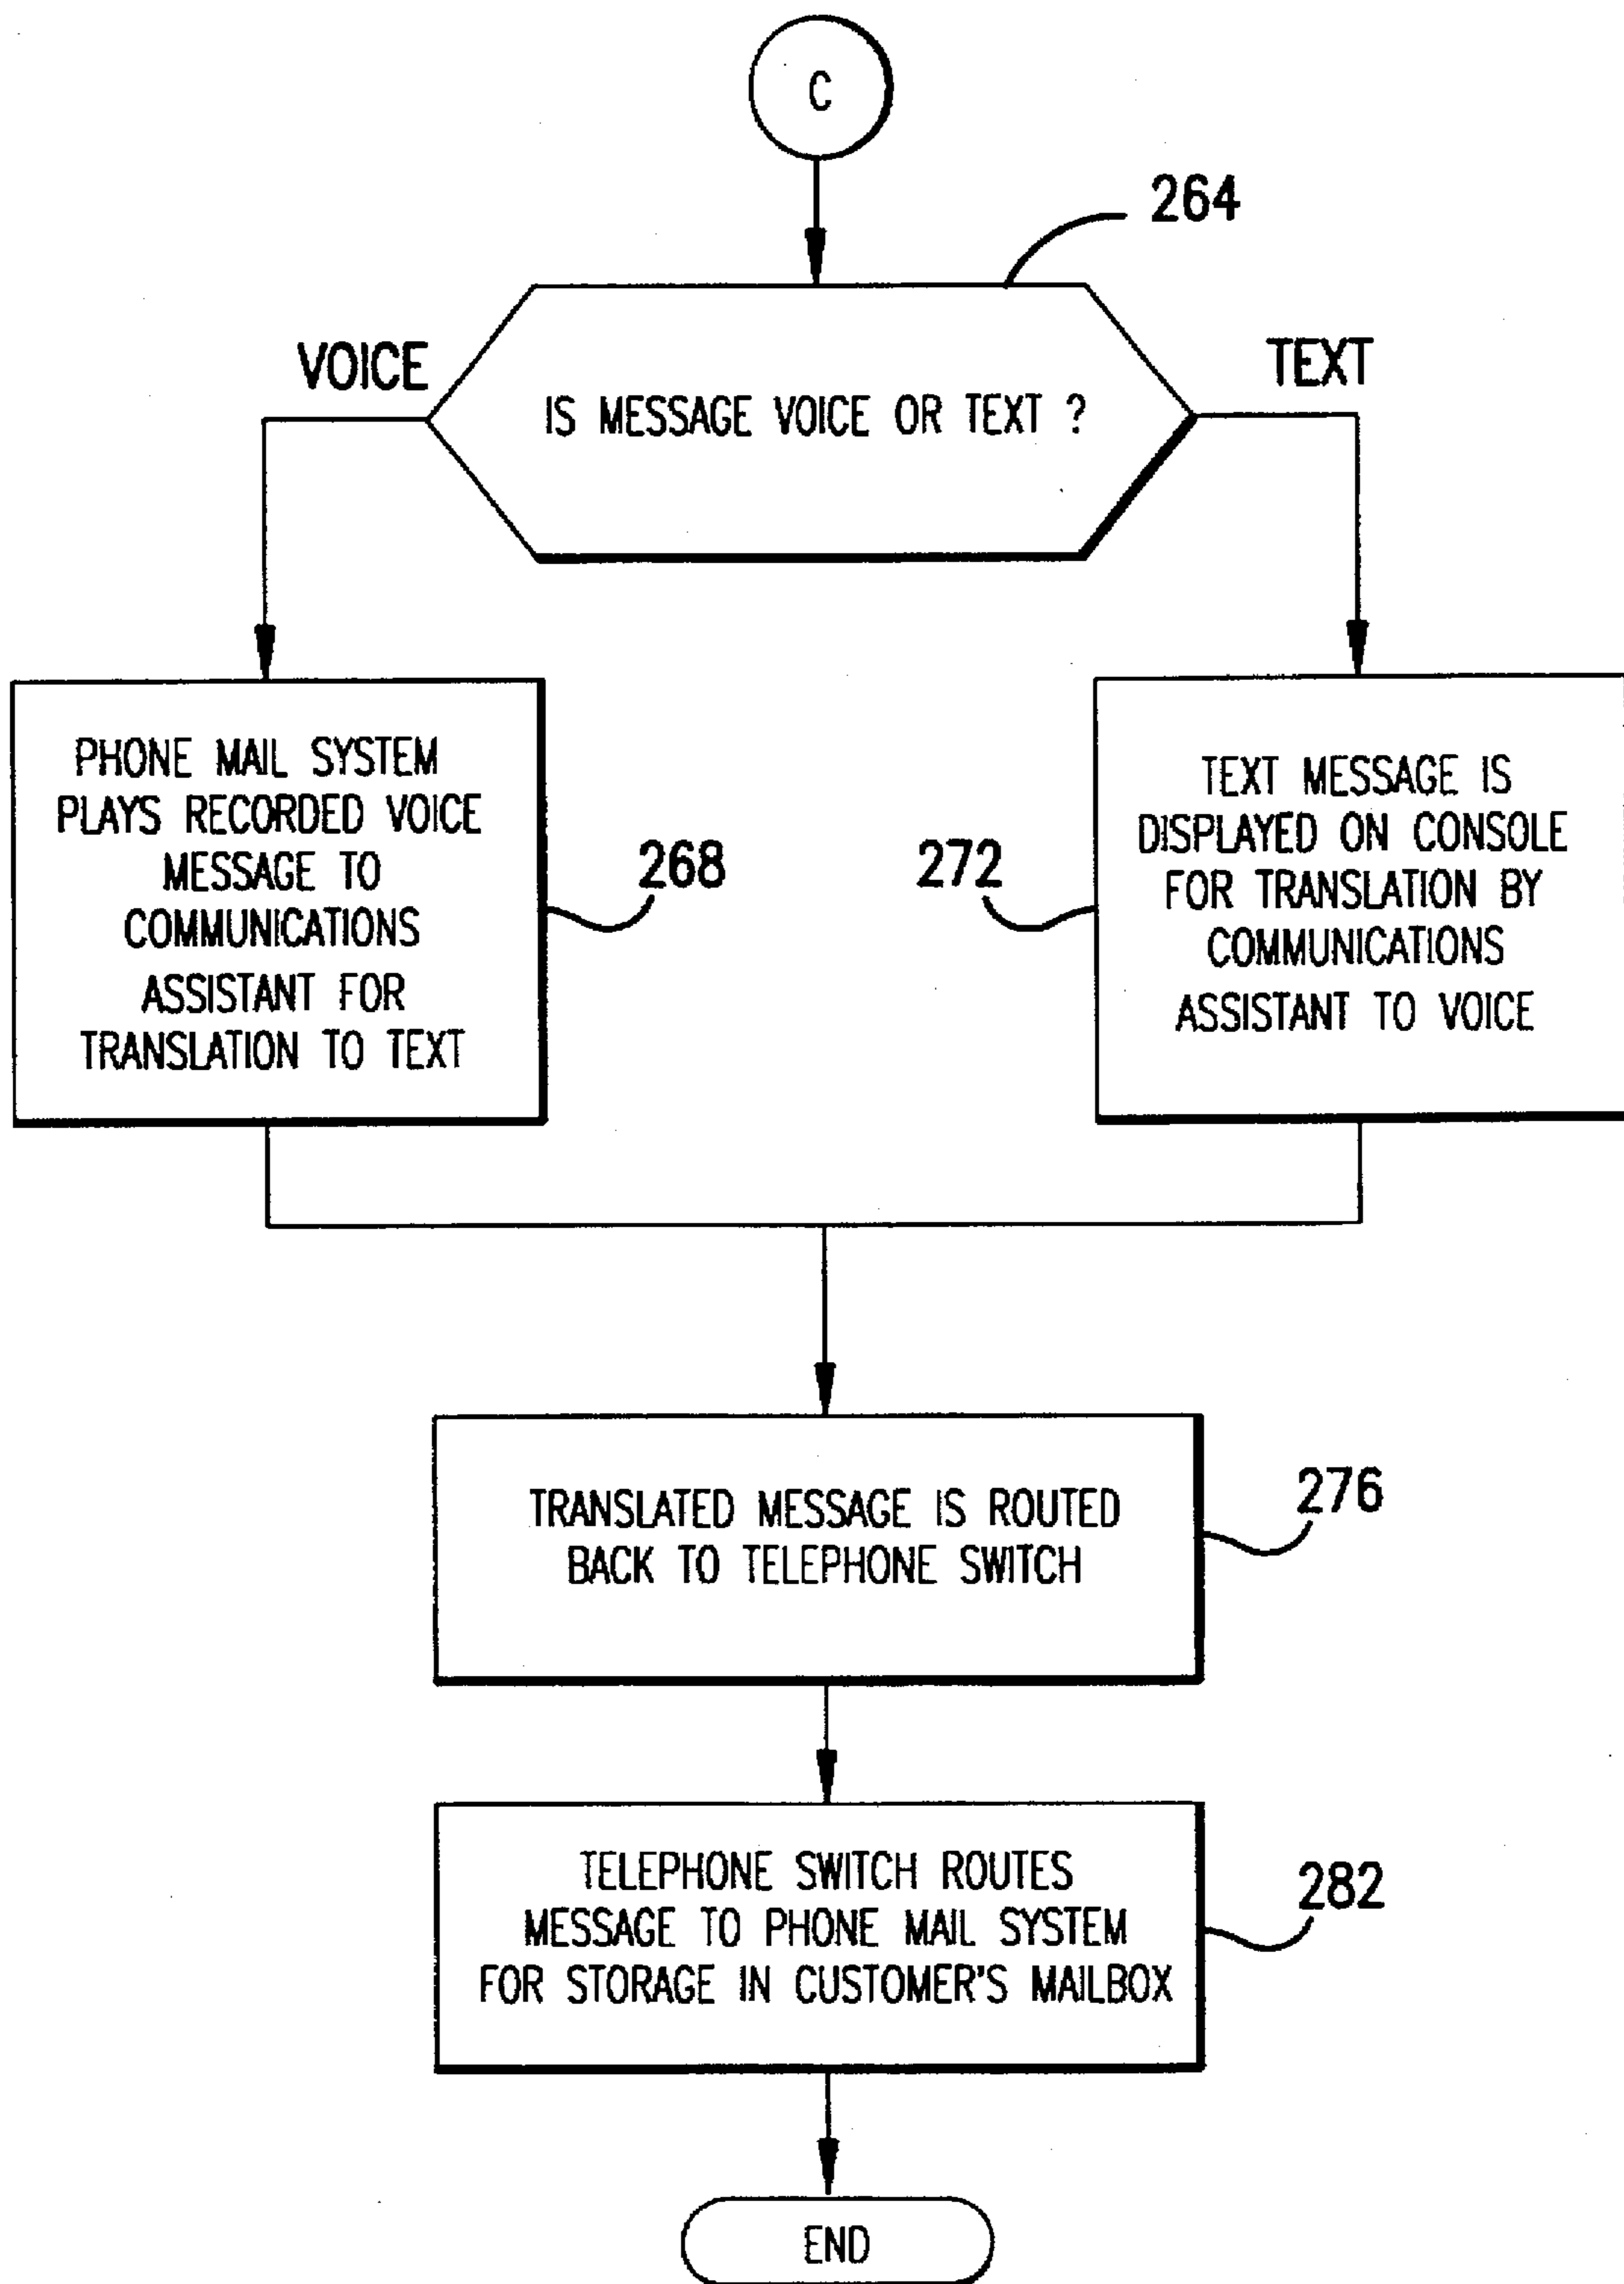 C
264
VOICE
TEXT
IS MESSAGE VOICE OR TEXT ?
PHONE MAIL SYSTEM
PLAYS RECORDED VOICE
MESSAGE TO
COMMUNICATIONS
ASSISTANT FOR
TRANSLATION TO TEXT
268
272
TEXT MESSAGE IS
DISPLAYED ON CONSOLE
FOR TRANSLATION BY
COMMUNICATIONS
ASSISTANT TO VOICE
TRANSLATED MESSAGE IS ROUTED
BACK TO TELEPHONE SWITCH
276
TELEPHONE SWITCH ROUTES
MESSAGE TO PHONE MAIL SYSTEM
FOR STORAGE IN CUSTOMER'S MAILBOX
282
END